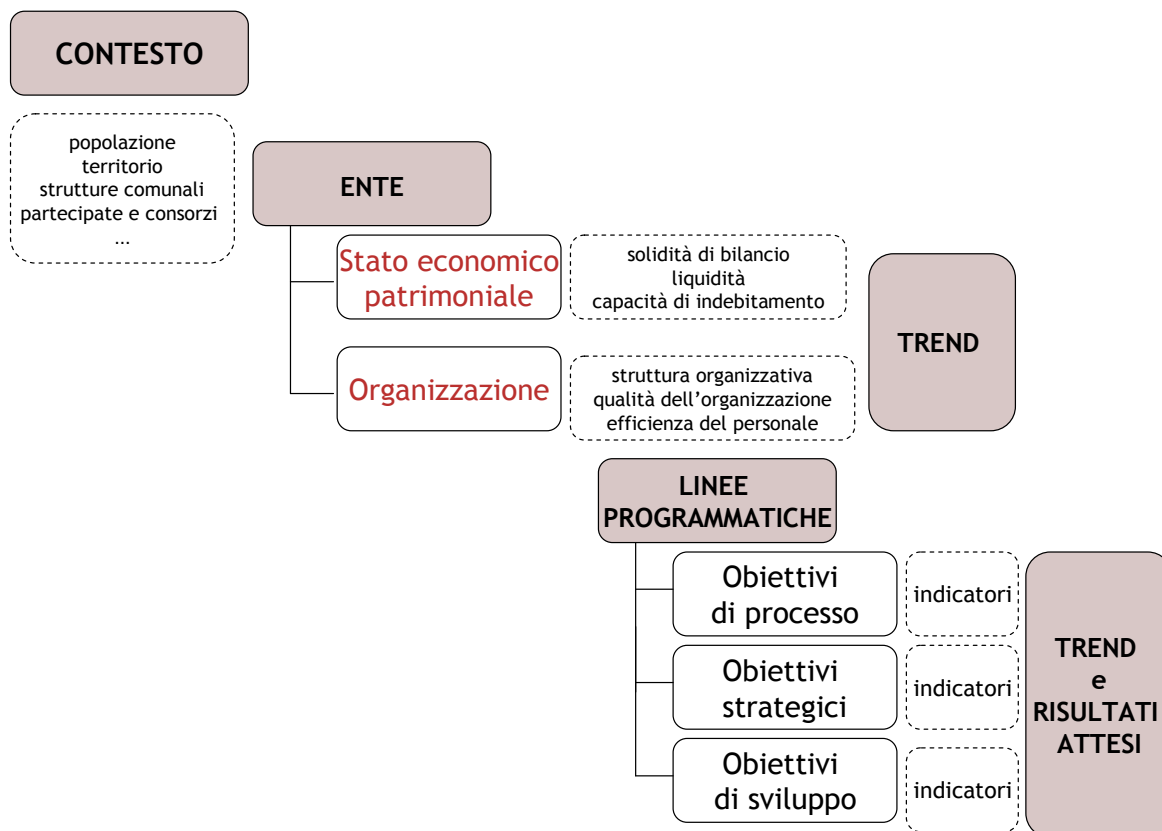 CONTESTO
popolazione
territorio
strutture comunali
partecipate e consorzi
...
ENTE
Stato economico
patrimoniale
solidità di bilancio
liquidità
capacità di indebitamento
TREND
Organizzazione
struttura organizzativa
qualità dell’organizzazione
efficienza del personale
LINEE
PROGRAMMATICHE
Obiettivi
di processo
indicatori
Obiettivi
strategici
indicatori
Obiettivi
di sviluppo
indicatori
TREND
e
RISULTATI
ATTESI